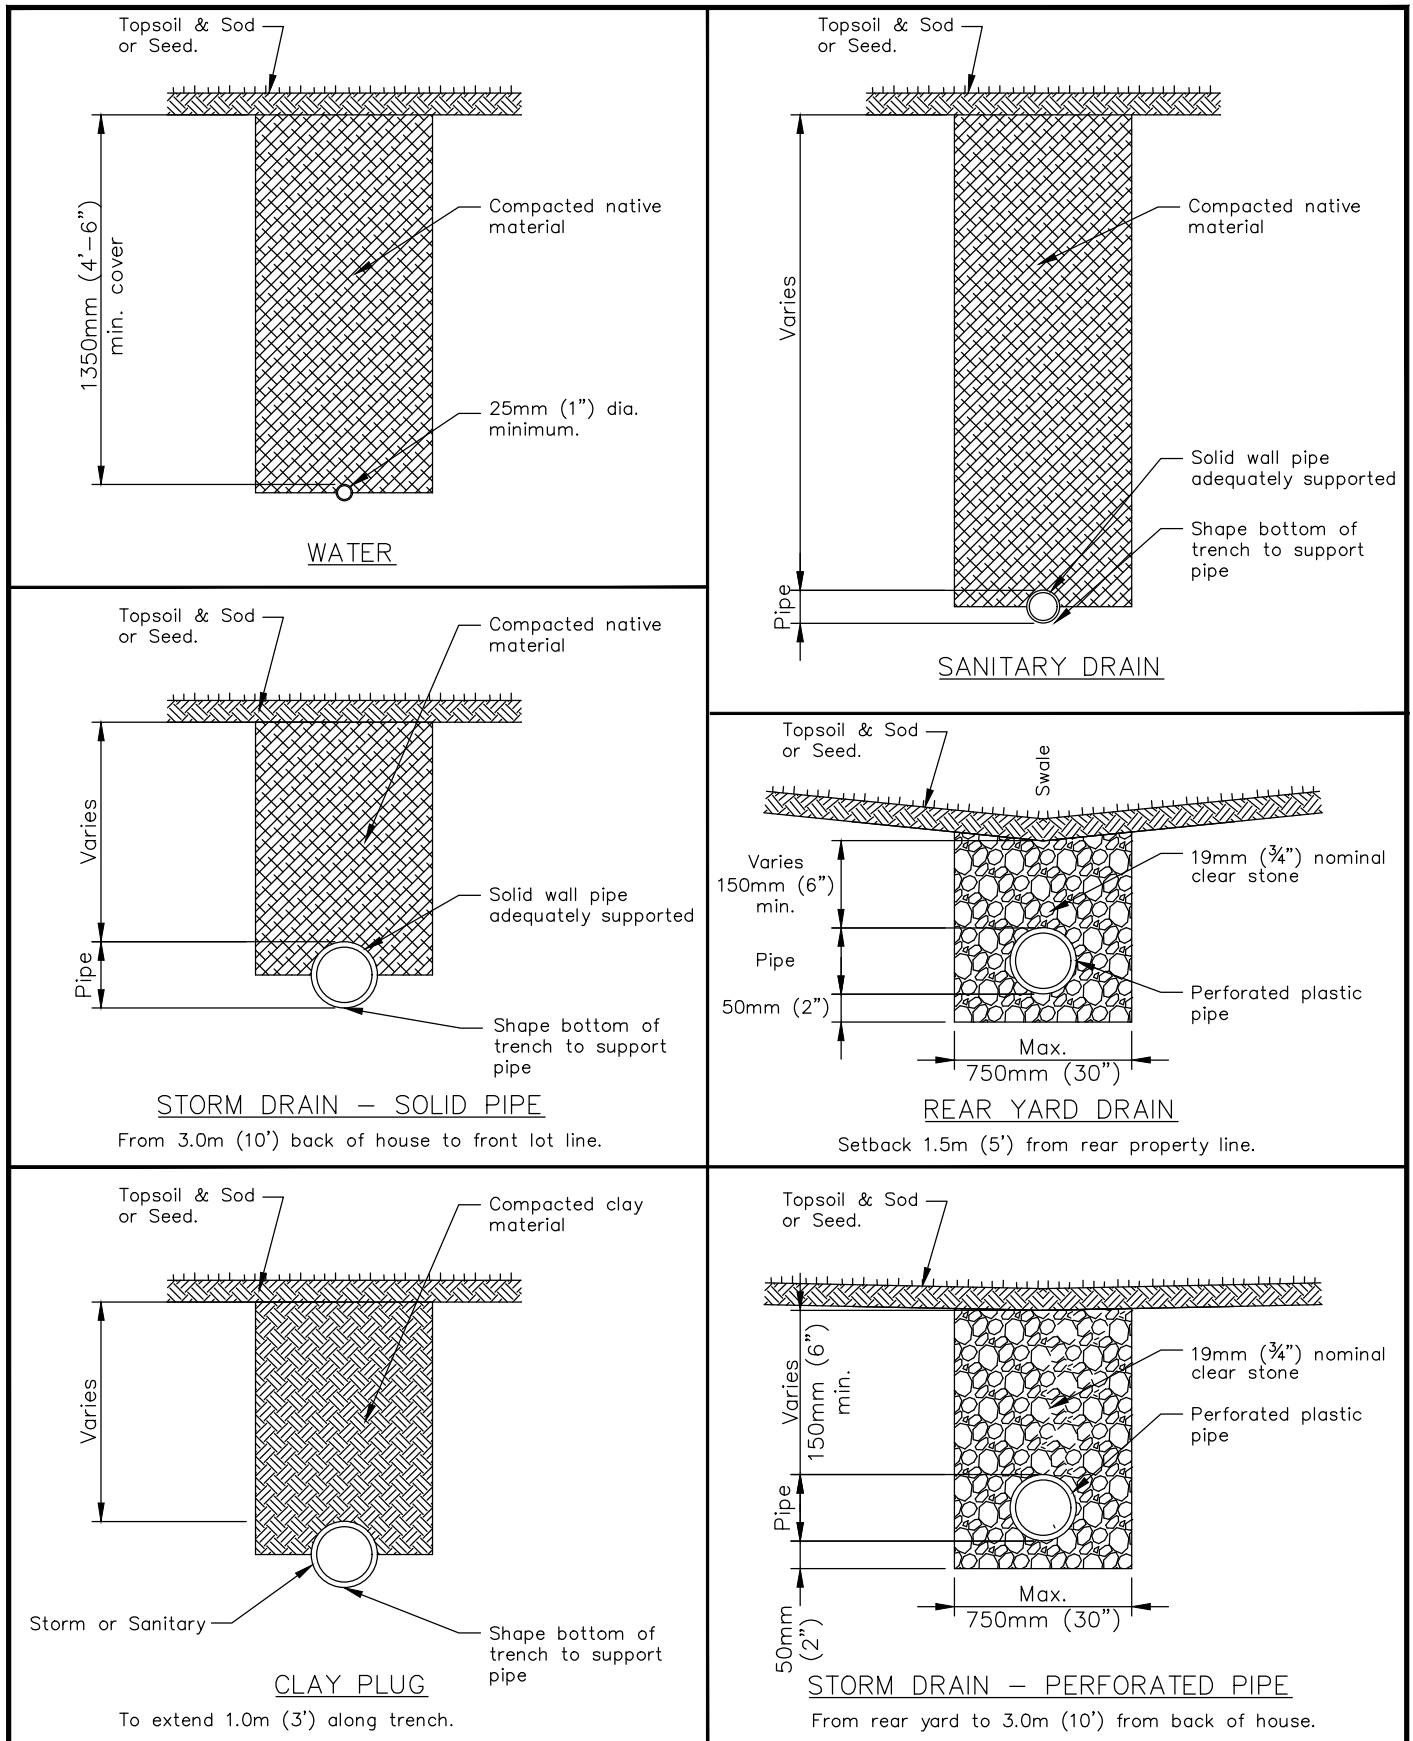 Topsoil & Sod
or Seed.
1350mm (4'-6")
min. cover
Compacted native
material
25mm (1") dia.
minimum.
WATER
Topsoil & Sod
or Seed.
Varies
Compacted native
material
Solid wall pipe
adequately supported
Shape bottom of
trench to support
pipe
Pipe
SANITARY DRAIN
Topsoil & Sod
or Seed.
Compacted native
material
Varies
Solid wall pipe
adequately supported
Pipe
Shape bottom of
trench to support
pipe
STORM DRAIN – SOLID PIPE
From 3.0m (10') back of house to front lot line.
Topsoil & Sod
or Seed.
Swale
Varies
150mm (6")
min.
19mm (¾") nominal
clear stone
Pipe
50mm (2")
Perforated plastic
pipe
Max.
750mm (30")
REAR YARD DRAIN
Setback 1.5m (5') from rear property line.
Topsoil & Sod
or Seed.
Compacted clay
material
Varies
Storm or Sanitary
Shape bottom of
trench to support
pipe
CLAY PLUG
To extend 1.0m (3') along trench.
Topsoil & Sod
or Seed.
Varies
150mm (6")
min.
19mm (¾") nominal
clear stone
Perforated plastic
pipe
Pipe
50mm
(2")
Max.
750mm (30")
STORM DRAIN – PERFORATED PIPE
From rear yard to 3.0m (10') from back of house.